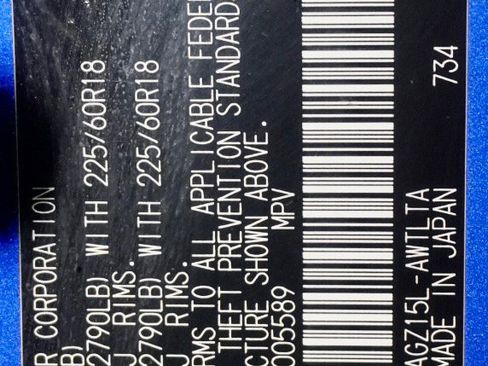 R CORPORATION
B)
2790LB) WITH 225/60R18
J RIMS.
2790LB) WITH 225/60R18
J RIMS.
RMS TO ALL APPLICABLE FEDER
THEFT PREVENTION STANDARD
CTURE SHOWN ABOVE.
005589 MPV
AGZ15L-AWTLTA 734
MADE IN JAPAN